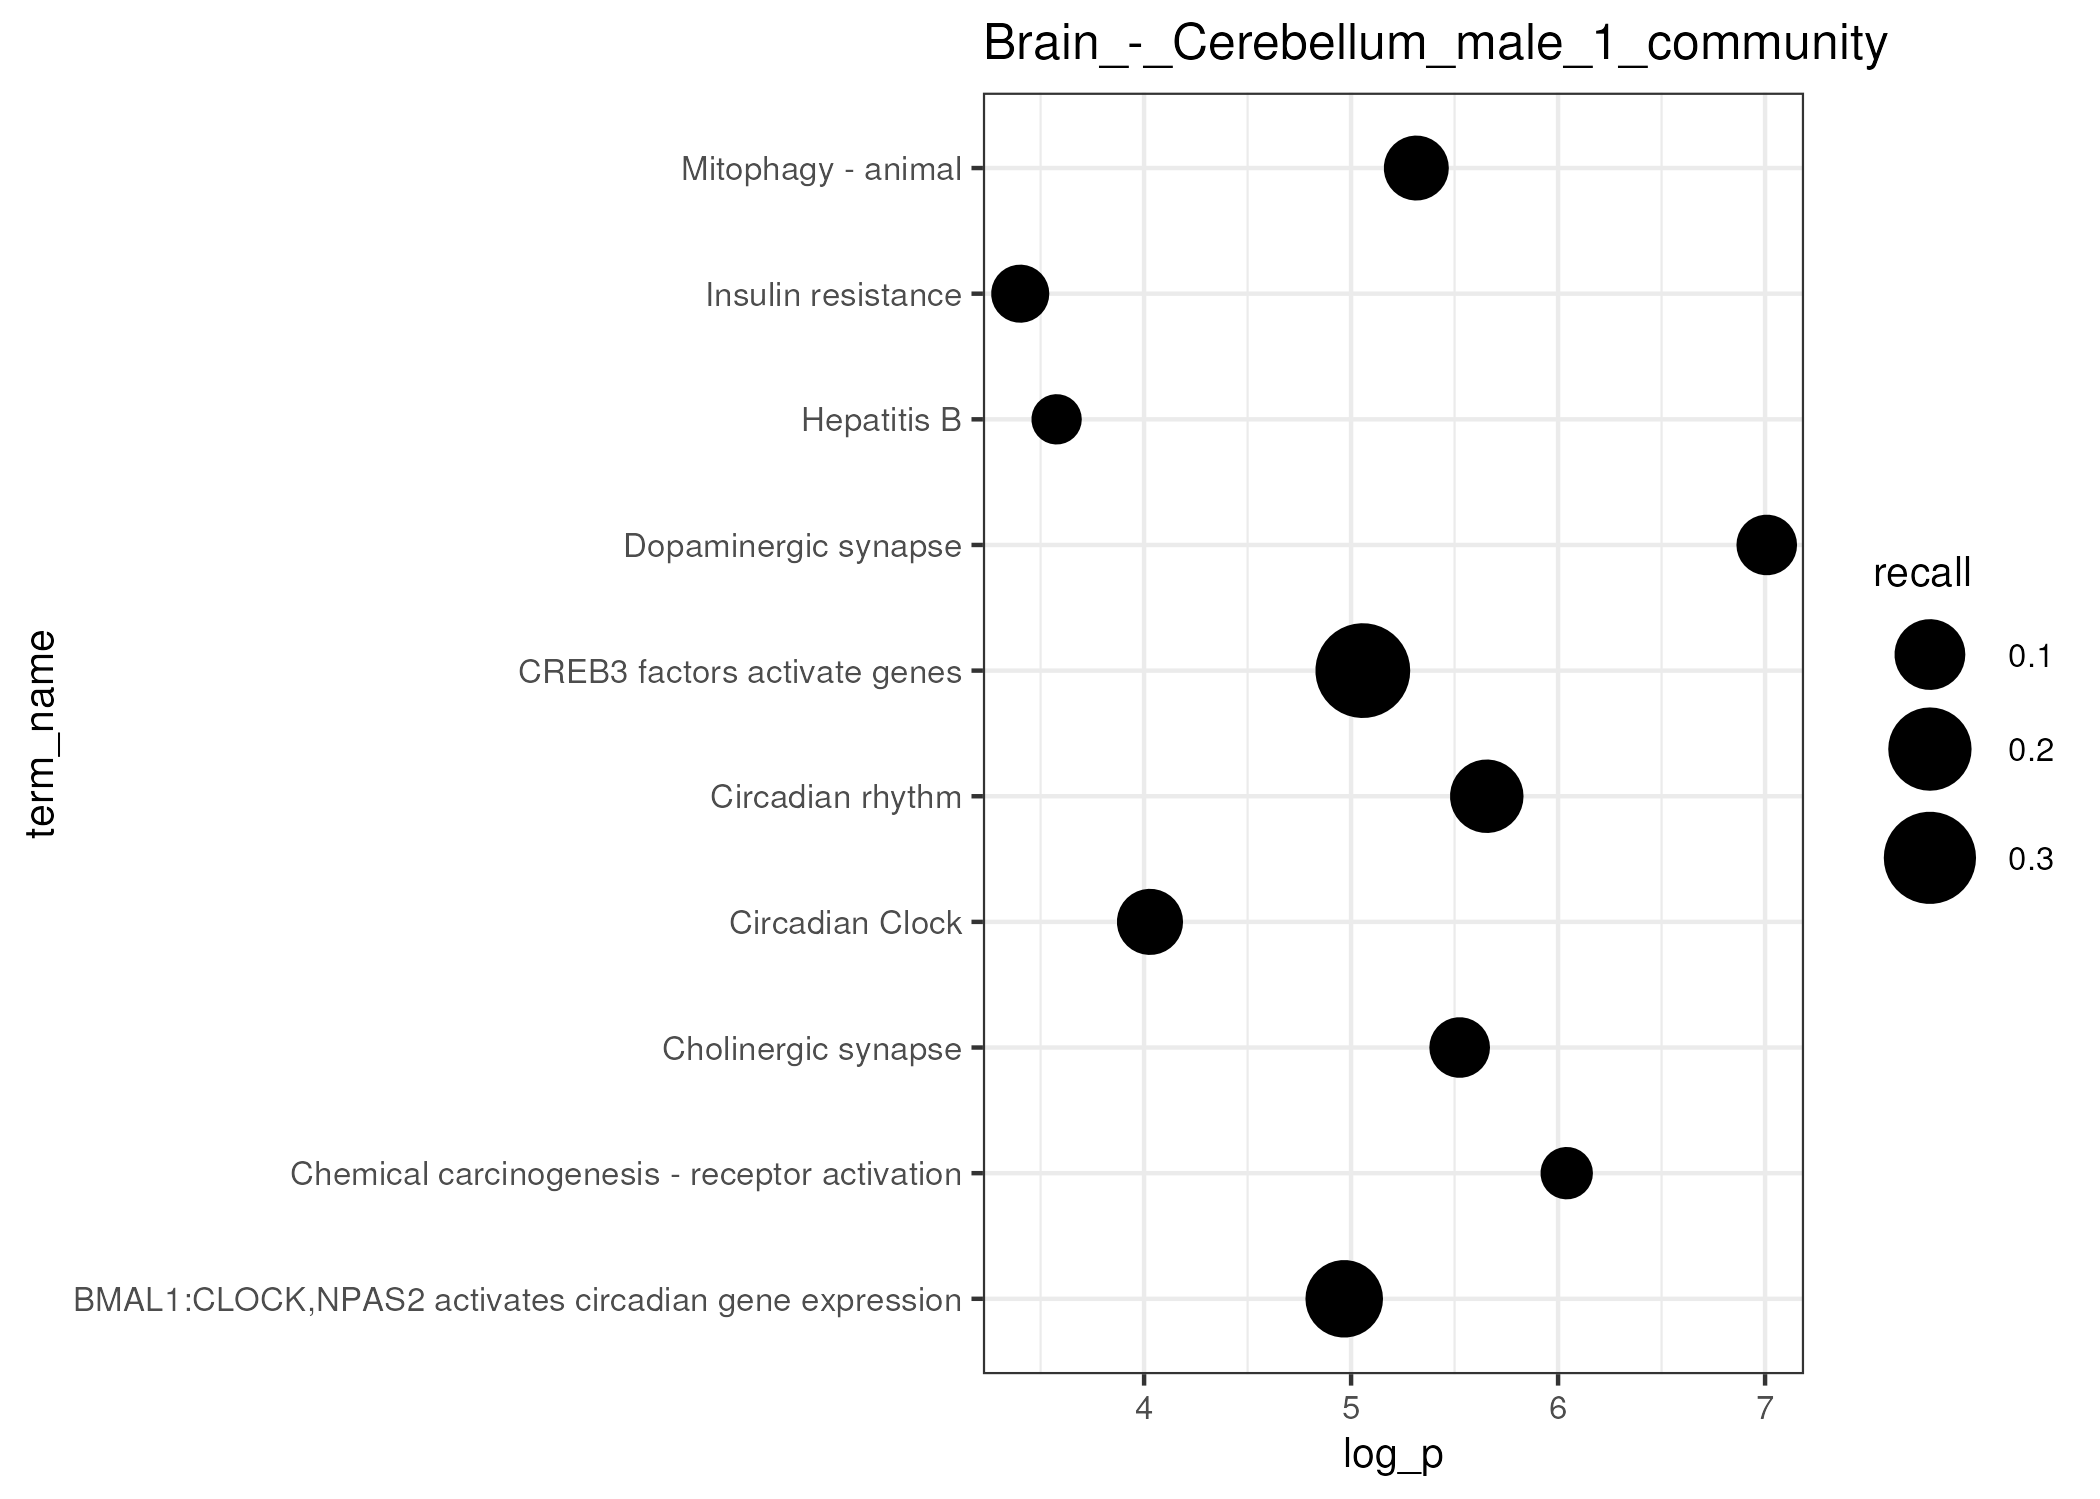 Brain_-_Cerebellum_male_1_community
Mitophagy - animal
Insulin resistance
Hepatitis B
Dopaminergic synapse
CREB3 factors activate genes
Circadian rhythm
Circadian Clock
Cholinergic synapse
Chemical carcinogenesis - receptor activation
BMAL1:CLOCK,NPAS2 activates circadian gene expression
term_name
4 5 6 7
log_p
recall
0.1
0.2
0.3